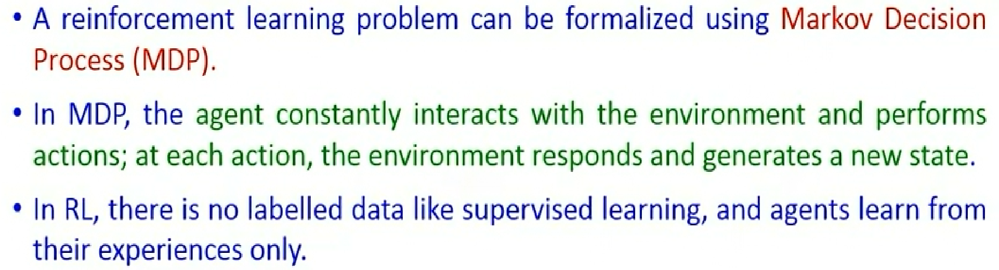 • A reinforcement learning problem can be formalized using Markov Decision
Process (MDP).
• In MDP, the agent constantly interacts with the environment and performs
actions; at each action, the environment responds and generates a new state.
• In RL, there is no labelled data like supervised learning, and agents learn from
their experiences only.